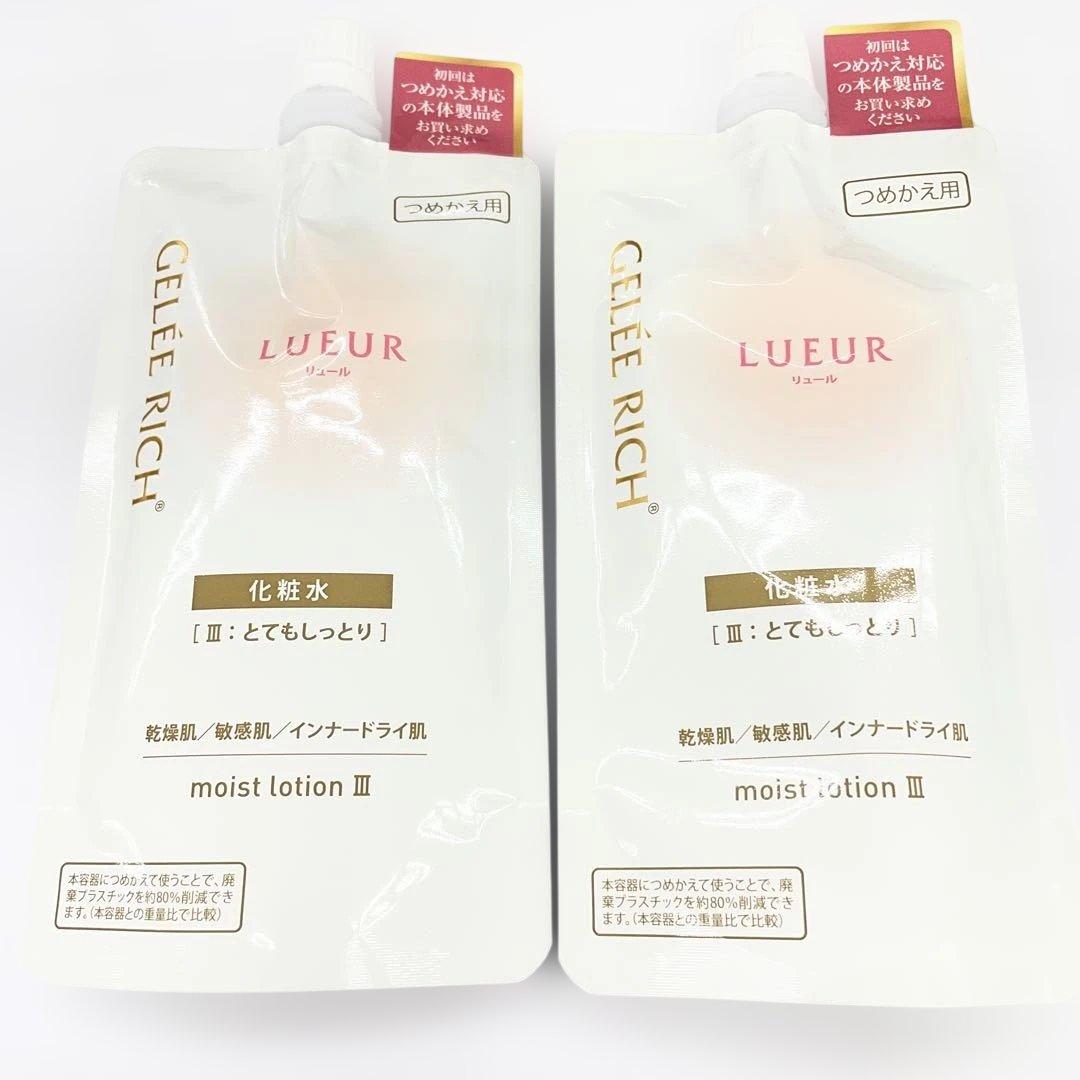 初回は
つめかえ対応
の本体製品を
お買い求め
ください
つめかえ用
GELÉE RICH®
LUEUR
リュール
化粧水
[Ⅲ:とてもしっとり]
乾燥肌/敏感肌/インナードライ肌
moist lotion Ⅲ
本容器につめかえて使うことで、廃
棄プラスチックを約80%削減でき
ます。(本容器との重量比で比較)
初回は
つめかえ対応
の本体製品を
お買い求め
ください
つめかえ用
GELÉE RICH®
LUEUR
リュール
化粧水
[Ⅲ:とてもしっとり]
乾燥肌/敏感肌/インナードライ肌
moist lotion Ⅲ
本容器につめかえて使うことで、廃
棄プラスチックを約80%削減でき
ます。(本容器との重量比で比較)